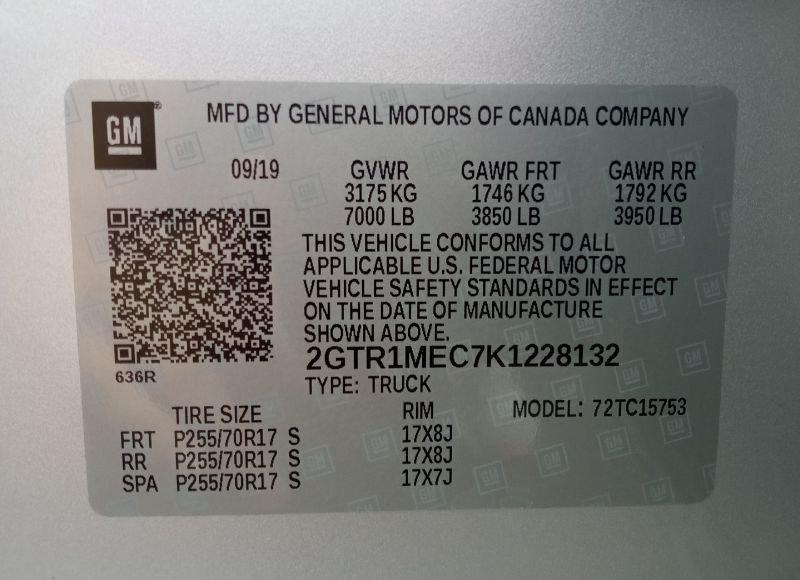 GM ® MFD BY GENERAL MOTORS OF CANADA COMPANY
09/19 GVWR GAWR FRT GAWR RR
3175 KG 1746 KG 1792 KG
7000 LB 3850 LB 3950 LB
THIS VEHICLE CONFORMS TO ALL
APPLICABLE U.S. FEDERAL MOTOR
VEHICLE SAFETY STANDARDS IN EFFECT
ON THE DATE OF MANUFACTURE
SHOWN ABOVE.
2GTR1MEC7K1228132
636R
TYPE: TRUCK
TIRE SIZE RIM MODEL: 72TC15753
FRT P255/70R17 S 17X8J
RR P255/70R17 S 17X8J
SPA P255/70R17 S 17X7J